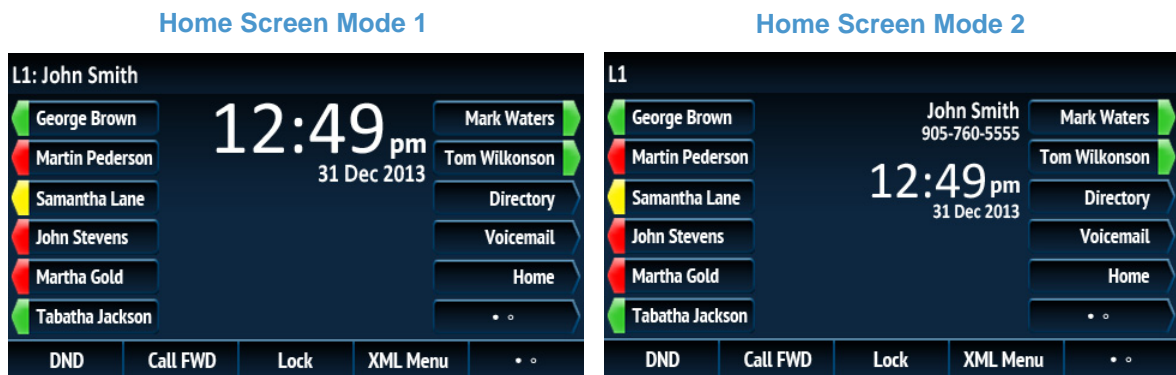 Home Screen Mode 1
L1: John Smith
George Brown
Martin Pederson
Samantha Lane
John Stevens
Martha Gold
Tabatha Jackson
12:49 pm
31 Dec 2013
Mark Waters
Tom Wilkonson
Directory
Voicemail
Home
DND Call FWD Lock XML Menu
Home Screen Mode 2
L1
George Brown
Martin Pederson
Samantha Lane
John Stevens
Martha Gold
Tabatha Jackson
John Smith
905-760-5555
12:49 pm
31 Dec 2013
Mark Waters
Tom Wilkonson
Directory
Voicemail
Home
DND Call FWD Lock XML Menu